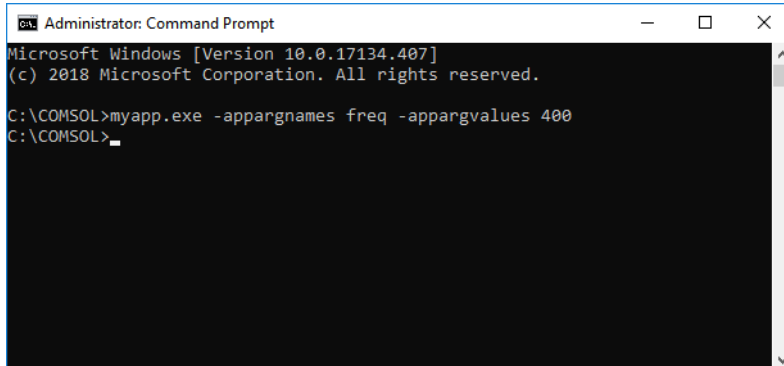 Administrator: Command Prompt
Microsoft Windows [Version 10.0.17134.407]
(c) 2018 Microsoft Corporation. All rights reserved.
C:\COMSOL>myapp.exe -appargnames freq -appargvalues 400
C:\COMSOL>